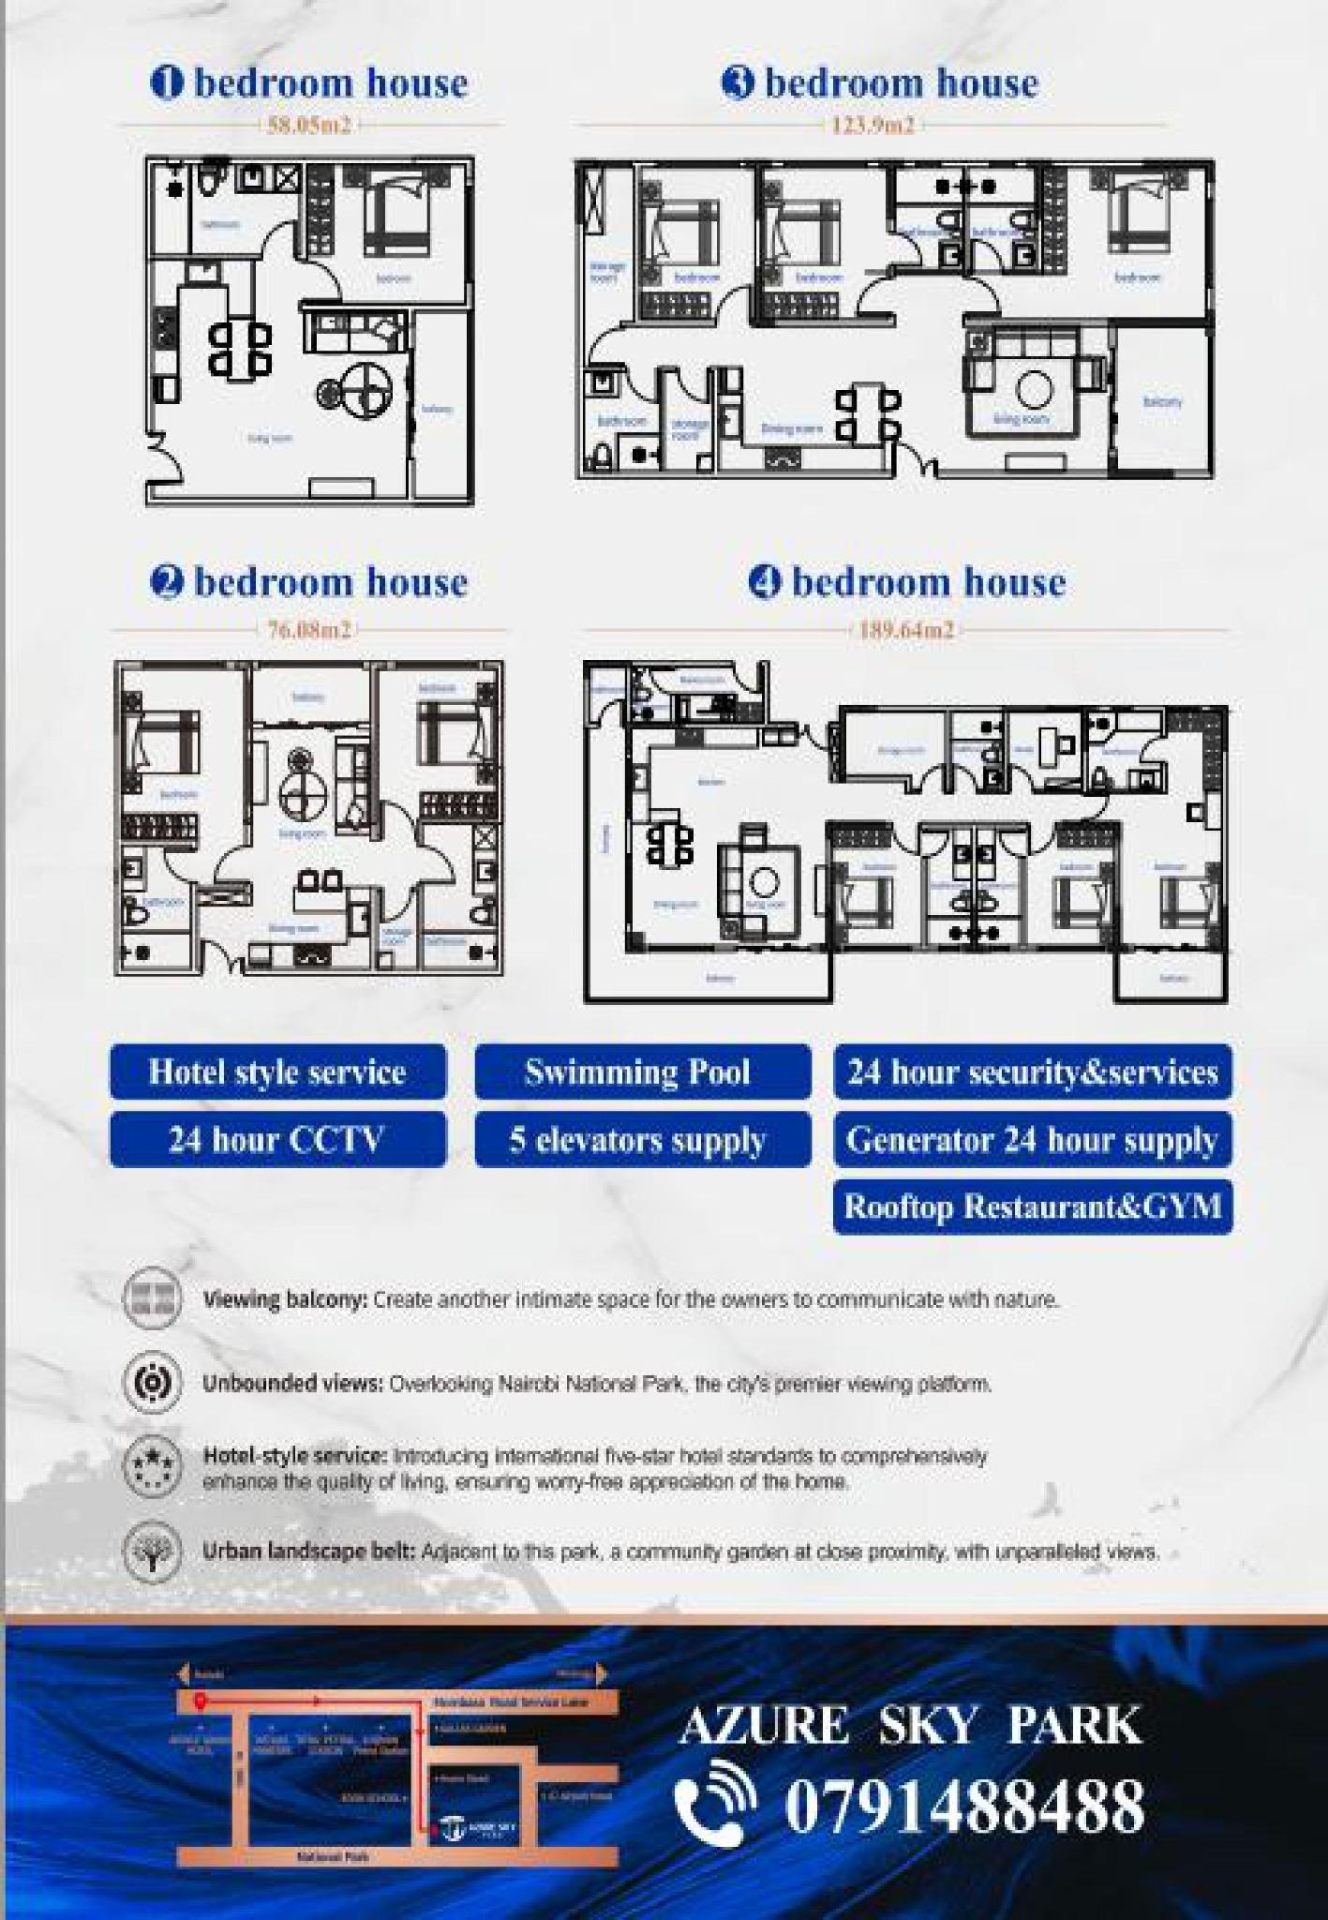 1 bedroom house
58.05m2
bathroom
bedroom
living room
balcony
3 bedroom house
123.9m2
storage room
bedroom
bedroom
bathroom
bathroom
bedroom
Bathroom
storage room
Dining room
living room
Balcony
2 bedroom house
76.08m2
bedroom
balcony
bedroom
living room
bathroom
Dining room
storage room
bathroom
4 bedroom house
189.64m2
storage room
bathroom
kitchen
balcony
bedroom
bedroom
bedroom
Dining room
living room
balcony
balcony
Hotel style service
Swimming Pool
24 hour security&services
24 hour CCTV
5 elevators supply
Generator 24 hour supply
Rooftop Restaurant&GYM
Viewing balcony: Create another intimate space for the owners to communicate with nature.
Unbounded views: Overlooking Nairobi National Park, the city's premier viewing platform.
Hotel-style service: Introducing international five-star hotel standards to comprehensively
enhance the quality of living, ensuring worry-free appreciation of the home.
Urban landscape belt: Adjacent to this park, a community garden at close proximity, with unparalleled views.
Mombasa Road Service Lane
AZURE SKY
PARK
National Park
AZURE SKY PARK
0791488488